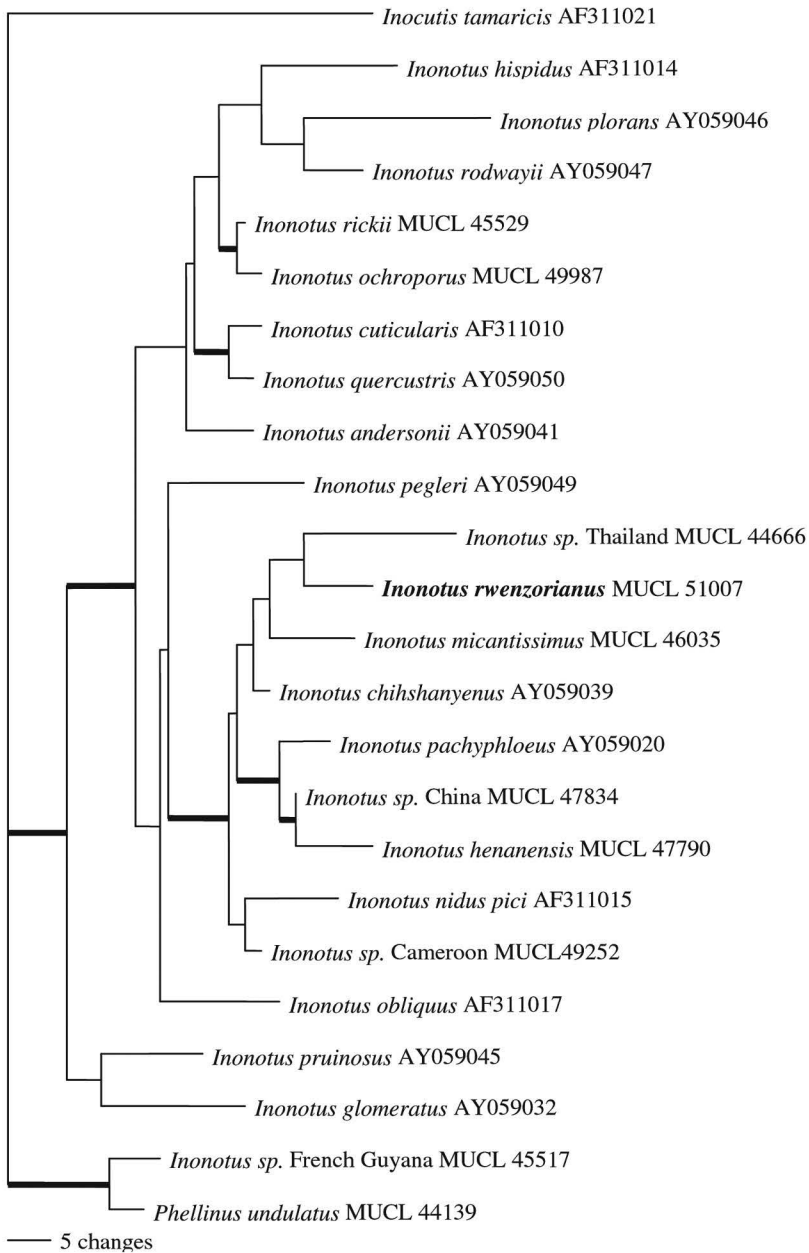 Inocutis tamaricis AF311021
Inonotus hispidus AF311014
Inonotus plorans AY059046
Inonotus rodwayii AY059047
Inonotus rickii MUCL 45529
Inonotus ochroporus MUCL 49987
Inonotus cuticularis AF311010
Inonotus quercustris AY059050
Inonotus andersonii AY059041
Inonotus pegleri AY059049
Inonotus sp. Thailand MUCL 44666
Inonotus rwenzorianus MUCL 51007
Inonotus micantissimus MUCL 46035
Inonotus chihshanyenus AY059039
Inonotus pachyphloeus AY059020
Inonotus sp. China MUCL 47834
Inonotus henanensis MUCL 47790
Inonotus nidus pici AF311015
Inonotus sp. Cameroon MUCL49252
Inonotus obliquus AF311017
Inonotus pruinosus AY059045
Inonotus glomeratus AY059032
Inonotus sp. French Guyana MUCL 45517
Phellinus undulatus MUCL 44139
5 changes